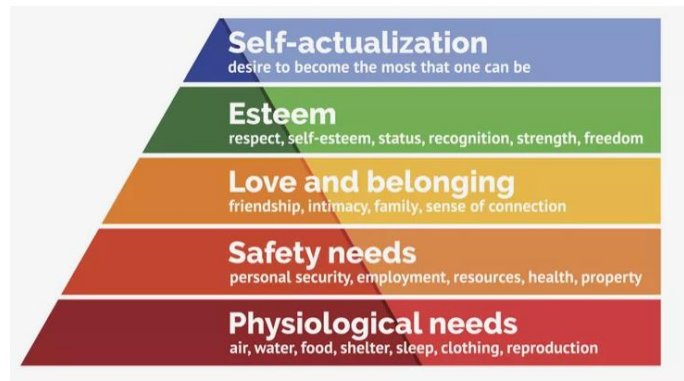 Self-actualization
desire to become the most that one can be
Esteem
respect, self-esteem, status, recognition, strength, freedom
Love and belonging
friendship, intimacy, family, sense of connection
Safety needs
personal security, employment, resources, health, property
Physiological needs
air, water, food, shelter, sleep, clothing, reproduction